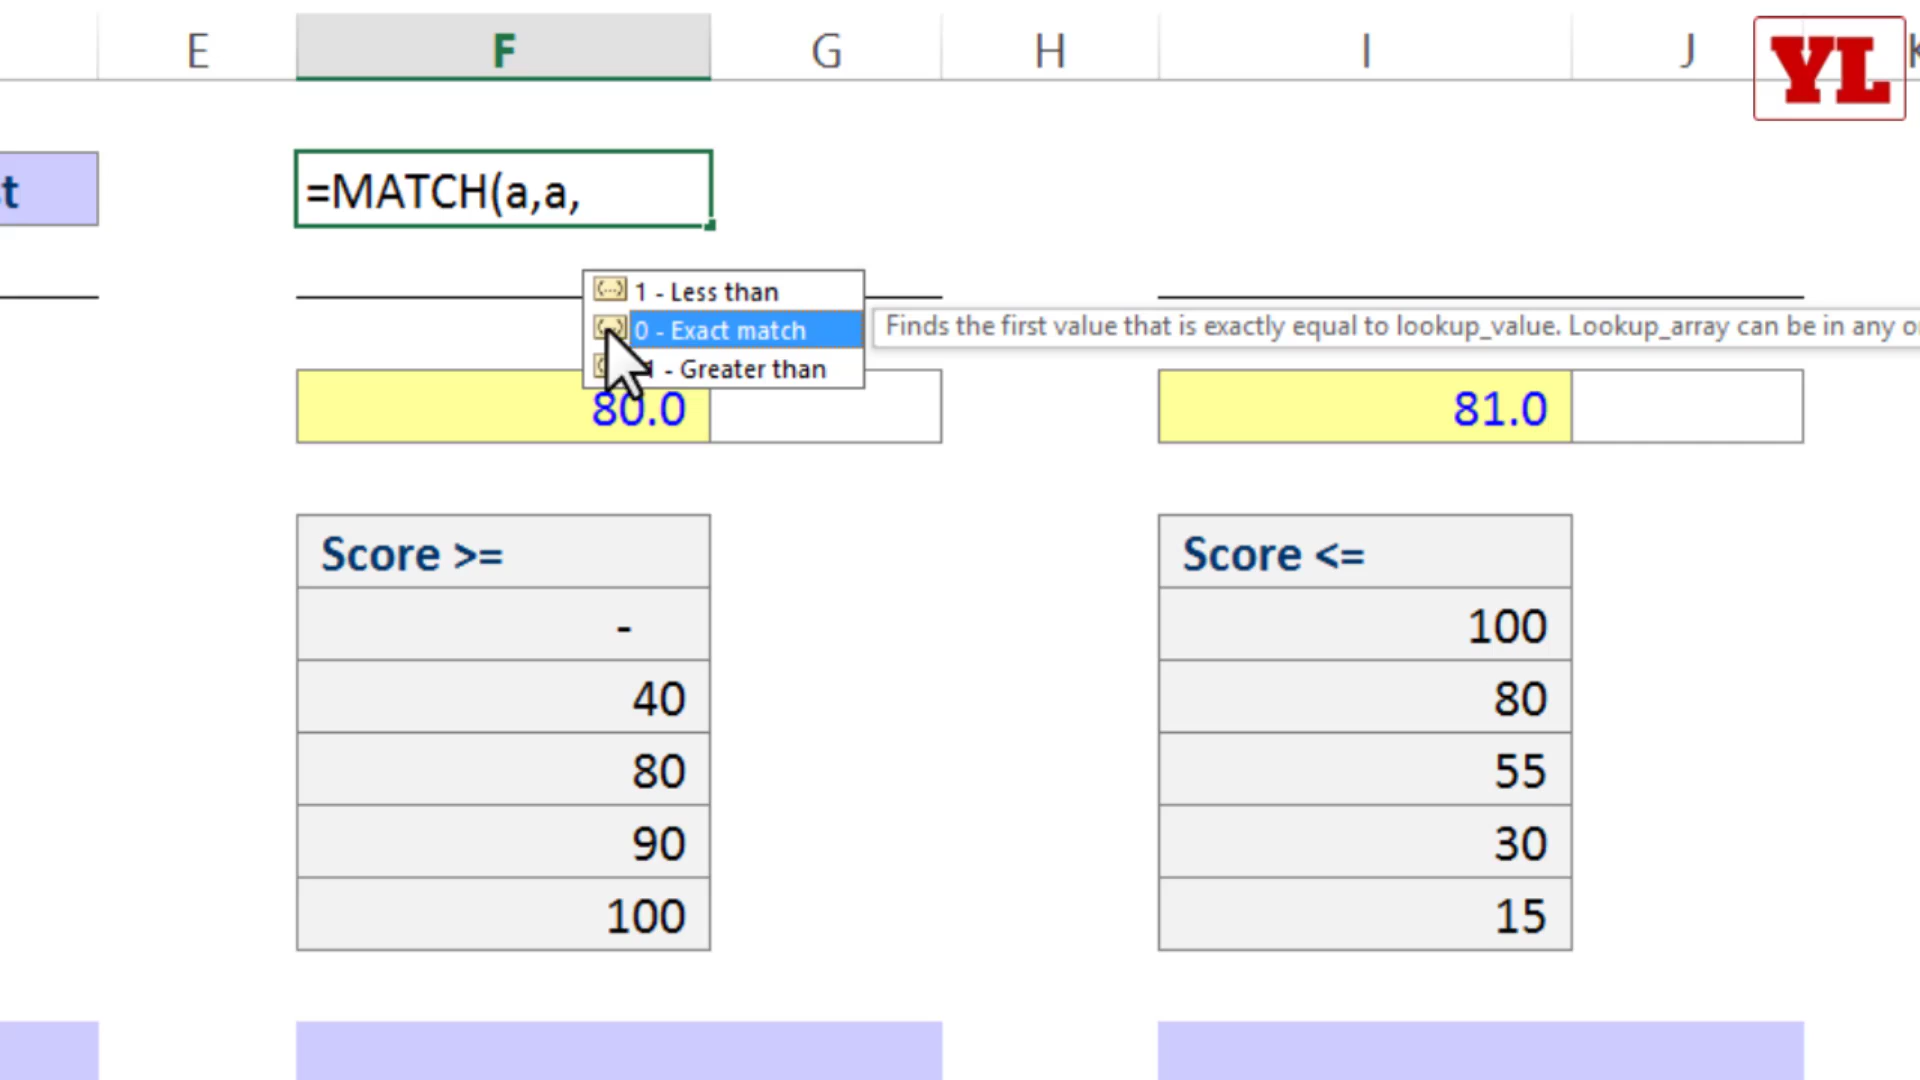 E F G H I J
YL
t =MATCH(a,a,
1 - Less than
0 - Exact match
Finds the first value that is exactly equal to lookup_value. Lookup_array can be in any
1 - Greater than
80.0 81.0
Score >= Score <=
- 100
40 80
80 55
90 30
100 15